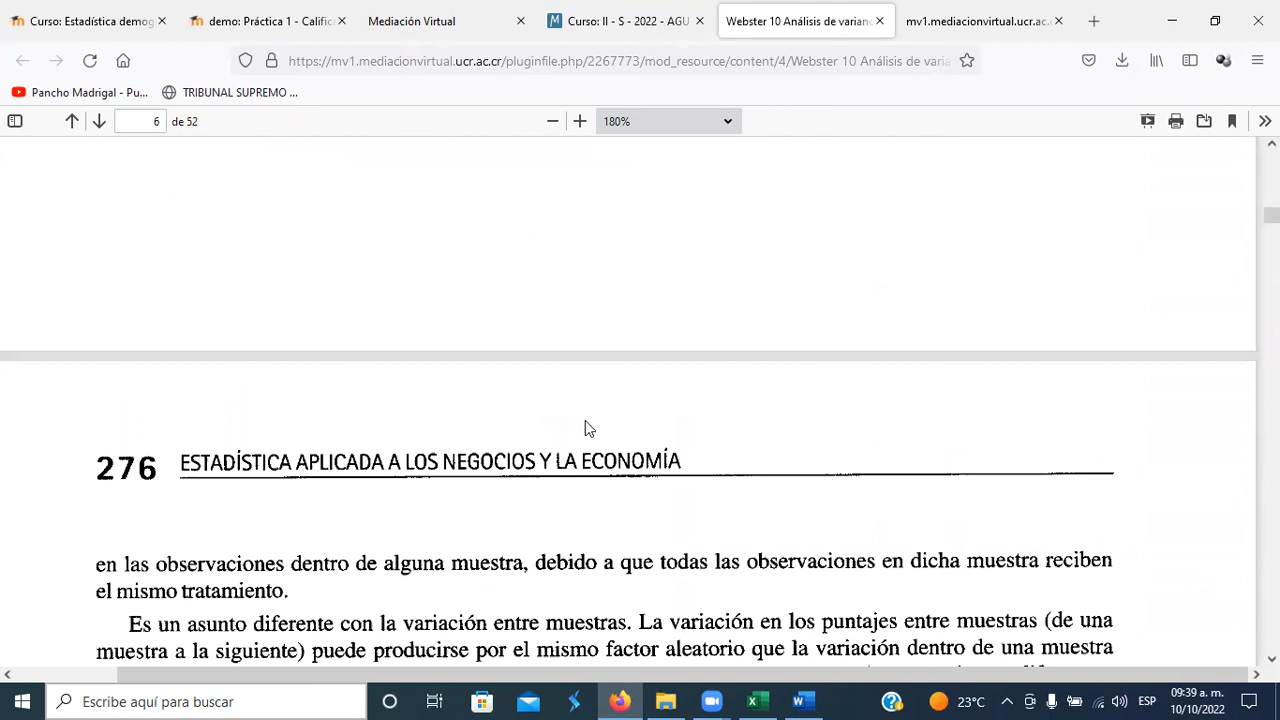 Curso: Estadística demog
demo: Práctica 1 - Califica
Mediación Virtual
Curso: II - S - 2022 - AGU
Webster 10 Análisis de varianc
mv1.mediacionvirtual.ucr.ac.c
https://mv1.mediacionvirtual.ucr.ac.cr/pluginfile.php/2267773/mod_resource/content/4/Webster 10 Análisis de varia
Pancho Madrigal - Pu...
TRIBUNAL SUPREMO ...
6 de 52
180%
276 ESTADÍSTICA APLICADA A LOS NEGOCIOS Y LA ECONOMÍA
en las observaciones dentro de alguna muestra, debido a que todas las observaciones en dicha muestra reciben
el mismo tratamiento.
Es un asunto diferente con la variación entre muestras. La variación en los puntajes entre muestras (de una
muestra a la siguiente) puede producirse por el mismo factor aleatorio que la variación dentro de una muestra
Escribe aquí para buscar
23°C
ESP
09:39 a. m.
10/10/2022